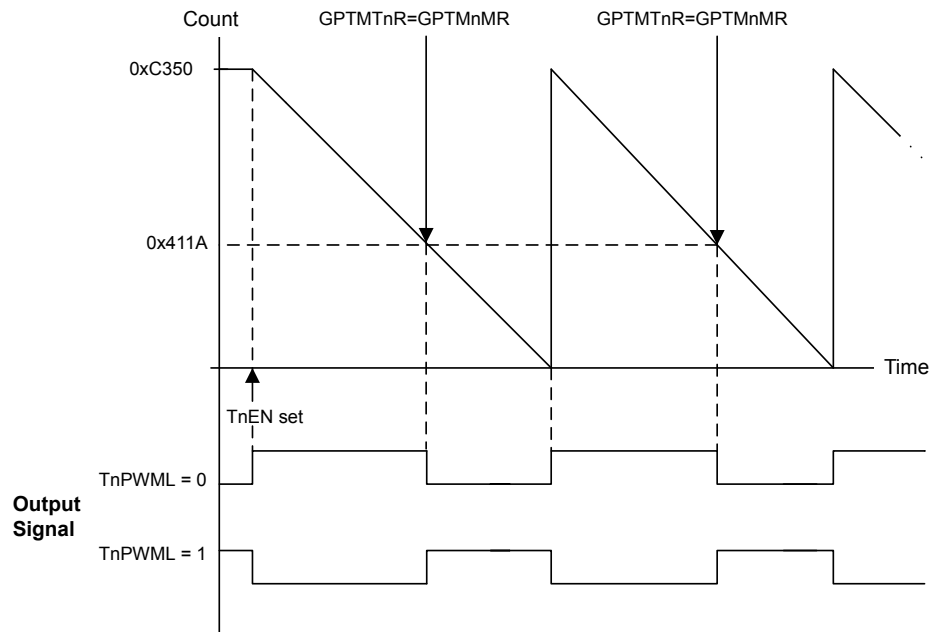 Count
GPTMTnR=GPTMnMR
GPTMTnR=GPTMnMR
0xC350
0x411A
Time
TnEN set
TnPWML = 0
Output
Signal
TnPWML = 1